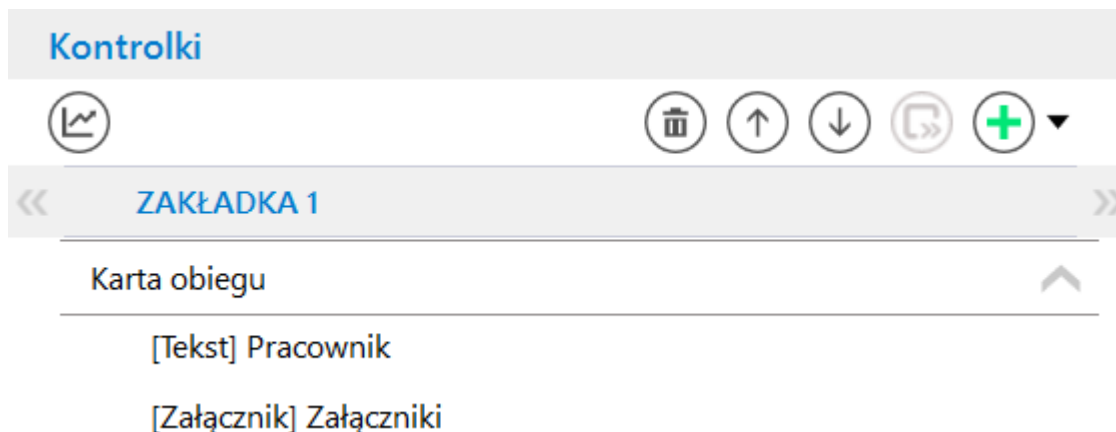 Kontrolki
ZAKŁADKA 1
Karta obiegu
[Tekst] Pracownik
[Załącznik] Załączniki